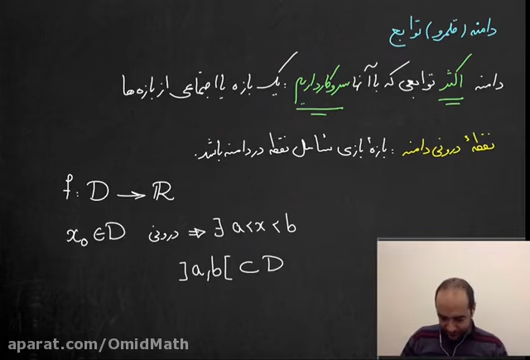 دامنه (قلمرو) توابع
دامنه اکثر توابعی که با آنها سروکار داریم : یک بازه یا اجتماعی از بازه‌ها
نقطهٔ درونی دامنه : بازهٔ بازی شامل نقطه در دامنه باشد.
f: D → ℝ
x₀ ∈ D درونی ⇒ ∃ a < x < b
]a,b[ ⊂ D
aparat.com/OmidMath